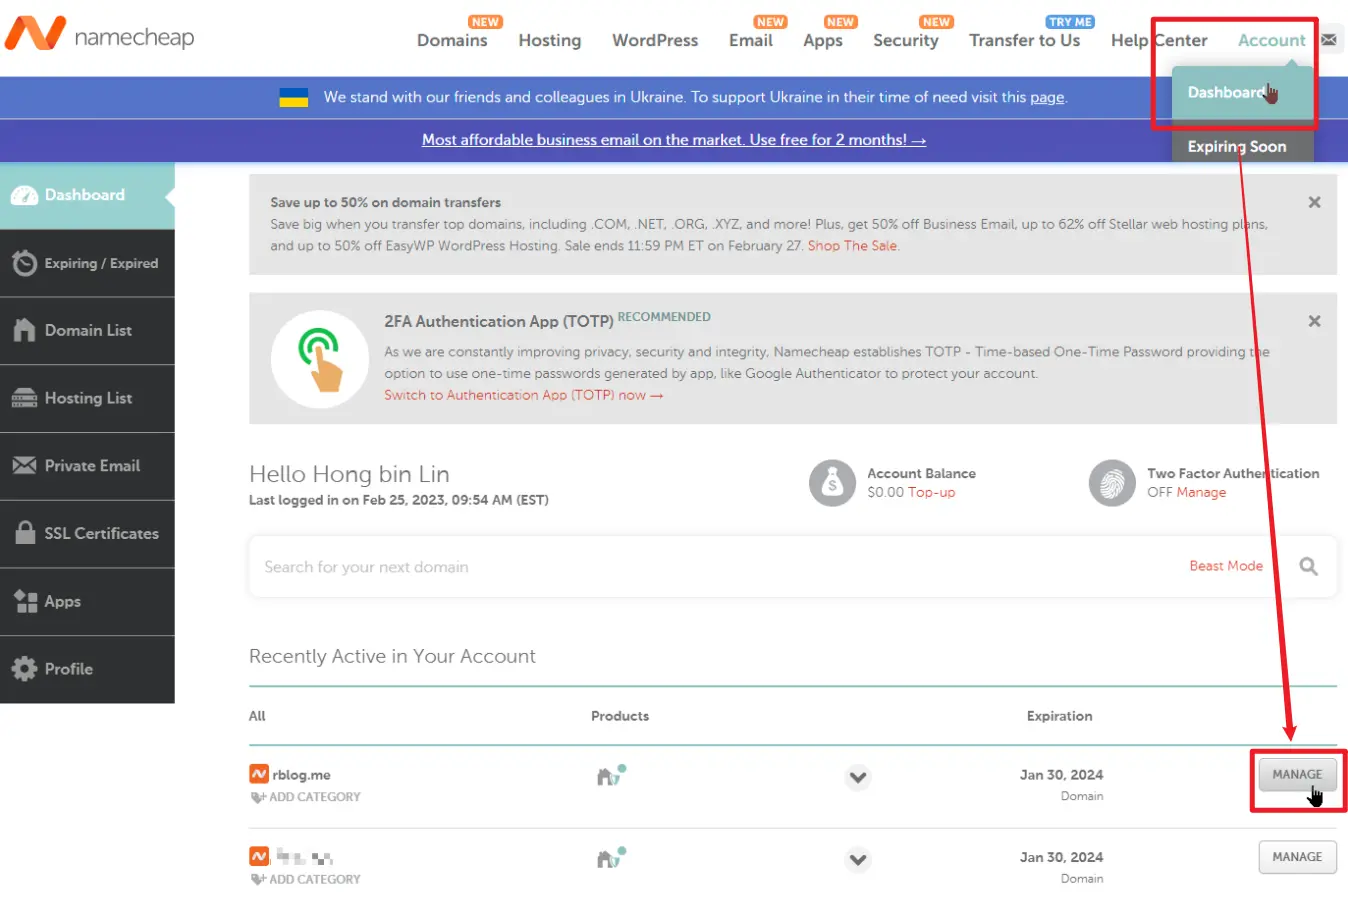 namecheap
NEW NEW NEW NEW TRY ME
Domains Hosting WordPress Email Apps Security Transfer to Us Help Center Account
We stand with our friends and colleagues in Ukraine. To support Ukraine in their time of need visit this page.
Dashboard
Most affordable business email on the market. Use free for 2 months! →
Expiring Soon
Dashboard
Expiring / Expired
Domain List
Hosting List
Private Email
SSL Certificates
Apps
Profile
Save up to 50% on domain transfers
Save big when you transfer top domains, including .COM, .NET, .ORG, .XYZ, and more! Plus, get 50% off Business Email, up to 62% off Stellar web hosting plans,
and up to 50% off EasyWP WordPress Hosting. Sale ends 11:59 PM ET on February 27. Shop The Sale.
2FA Authentication App (TOTP) RECOMMENDED
As we are constantly improving privacy, security and integrity, Namecheap establishes TOTP - Time-based One-Time Password providing the
option to use one-time passwords generated by app, like Google Authenticator to protect your account.
Switch to Authentication App (TOTP) now →
Hello Hong bin Lin
Last logged in on Feb 25, 2023, 09:54 AM (EST)
Account Balance
$0.00 Top-up
Two Factor Authentication
OFF Manage
Search for your next domain
Beast Mode
Recently Active in Your Account
All Products Expiration
rblog.me Jan 30, 2024 MANAGE
ADD CATEGORY Domain
Jan 30, 2024 MANAGE
ADD CATEGORY Domain